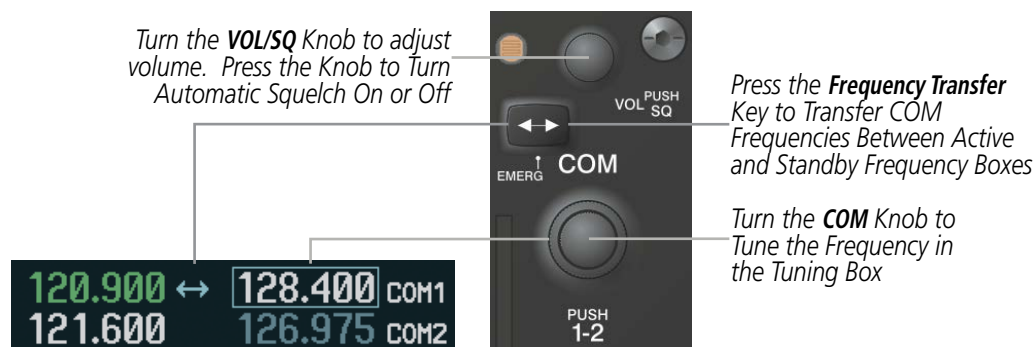 Turn the VOL/SQ Knob to adjust
volume. Press the Knob to Turn
Automatic Squelch On or Off
VOL PUSH
SQ
EMERG COM
PUSH
1-2
Press the Frequency Transfer
Key to Transfer COM
Frequencies Between Active
and Standby Frequency Boxes
Turn the COM Knob to
Tune the Frequency in
the Tuning Box
120.900 ↔ 128.400 COM1
121.600 126.975 COM2